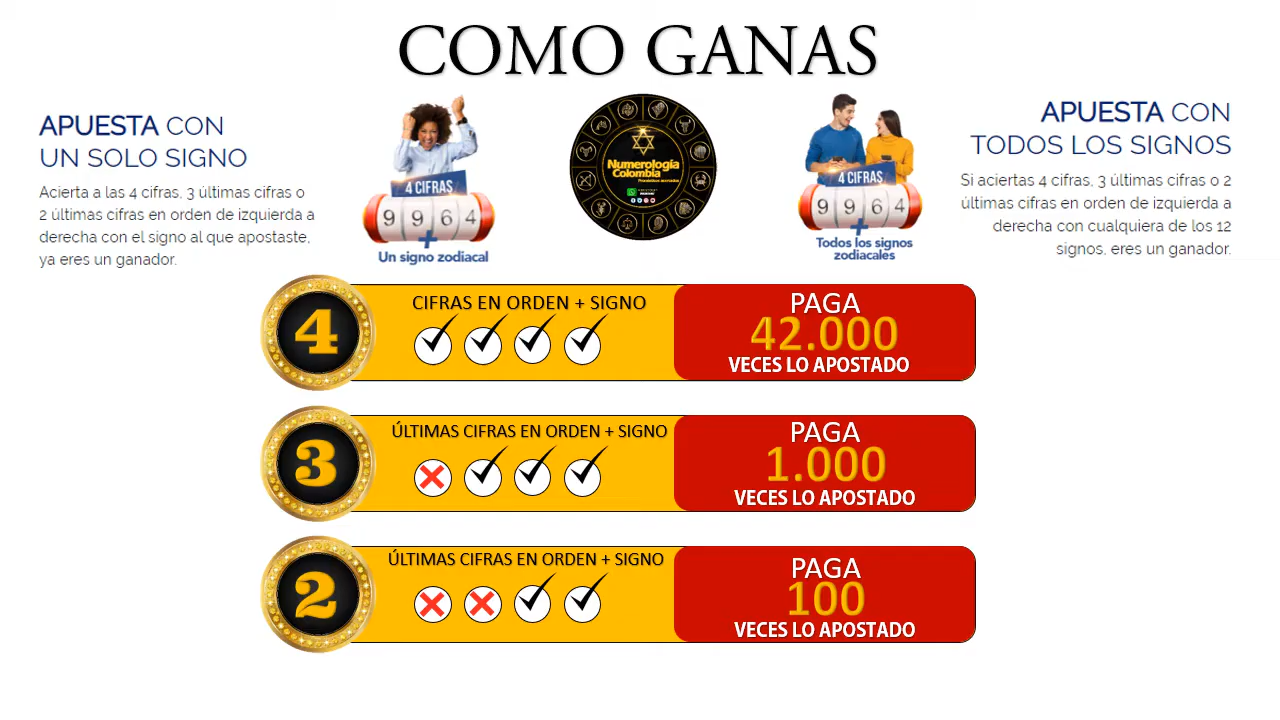 COMO GANAS
APUESTA CON
UN SOLO SIGNO
Acierta a las 4 cifras, 3 últimas cifras o
2 últimas cifras en orden de izquierda a
derecha con el signo al que apostaste,
ya eres un ganador.
4 CIFRAS
9 9 6 4
+
Un signo zodiacal
Numerología
Colombia
4 CIFRAS
9 9 6 4
+
Todos los signos
zodiacales
APUESTA CON
TODOS LOS SIGNOS
Si aciertas 4 cifras, 3 últimas cifras o 2
últimas cifras en orden de izquierda a
derecha con cualquiera de los 12
signos, eres un ganador.
4
CIFRAS EN ORDEN + SIGNO
PAGA
42.000
VECES LO APOSTADO
3
ÚLTIMAS CIFRAS EN ORDEN + SIGNO
PAGA
1.000
VECES LO APOSTADO
2
ÚLTIMAS CIFRAS EN ORDEN + SIGNO
PAGA
100
VECES LO APOSTADO